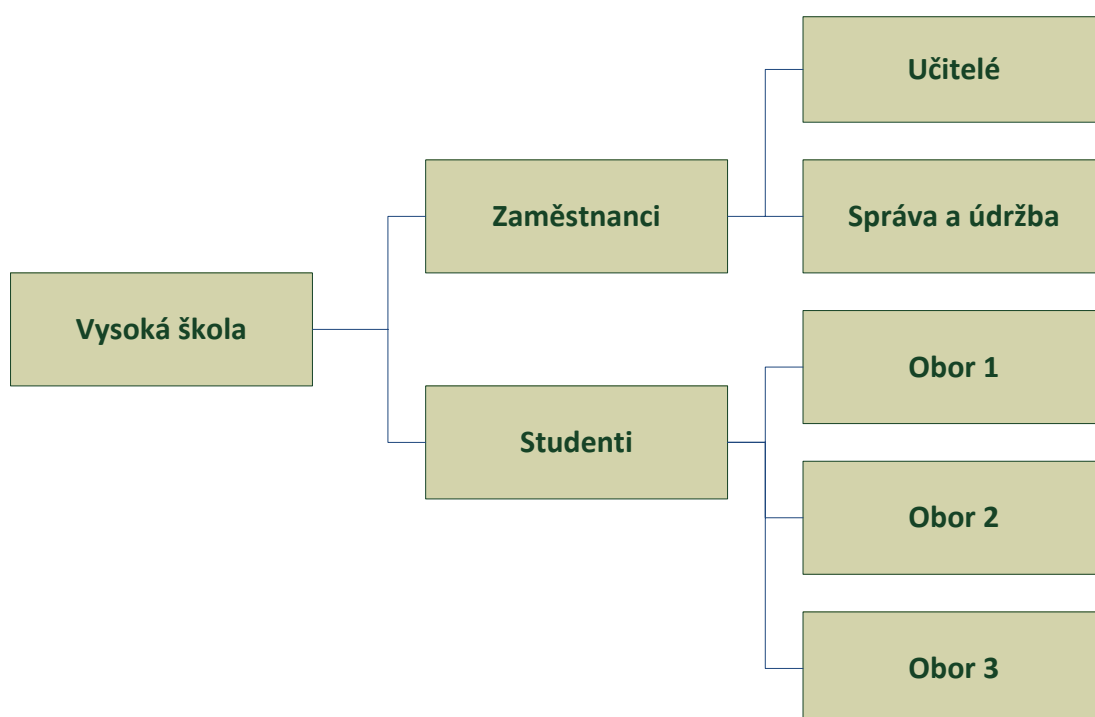 Učitelé
Zaměstnanci
Správa a údržba
Vysoká škola
Obor 1
Studenti
Obor 2
Obor 3